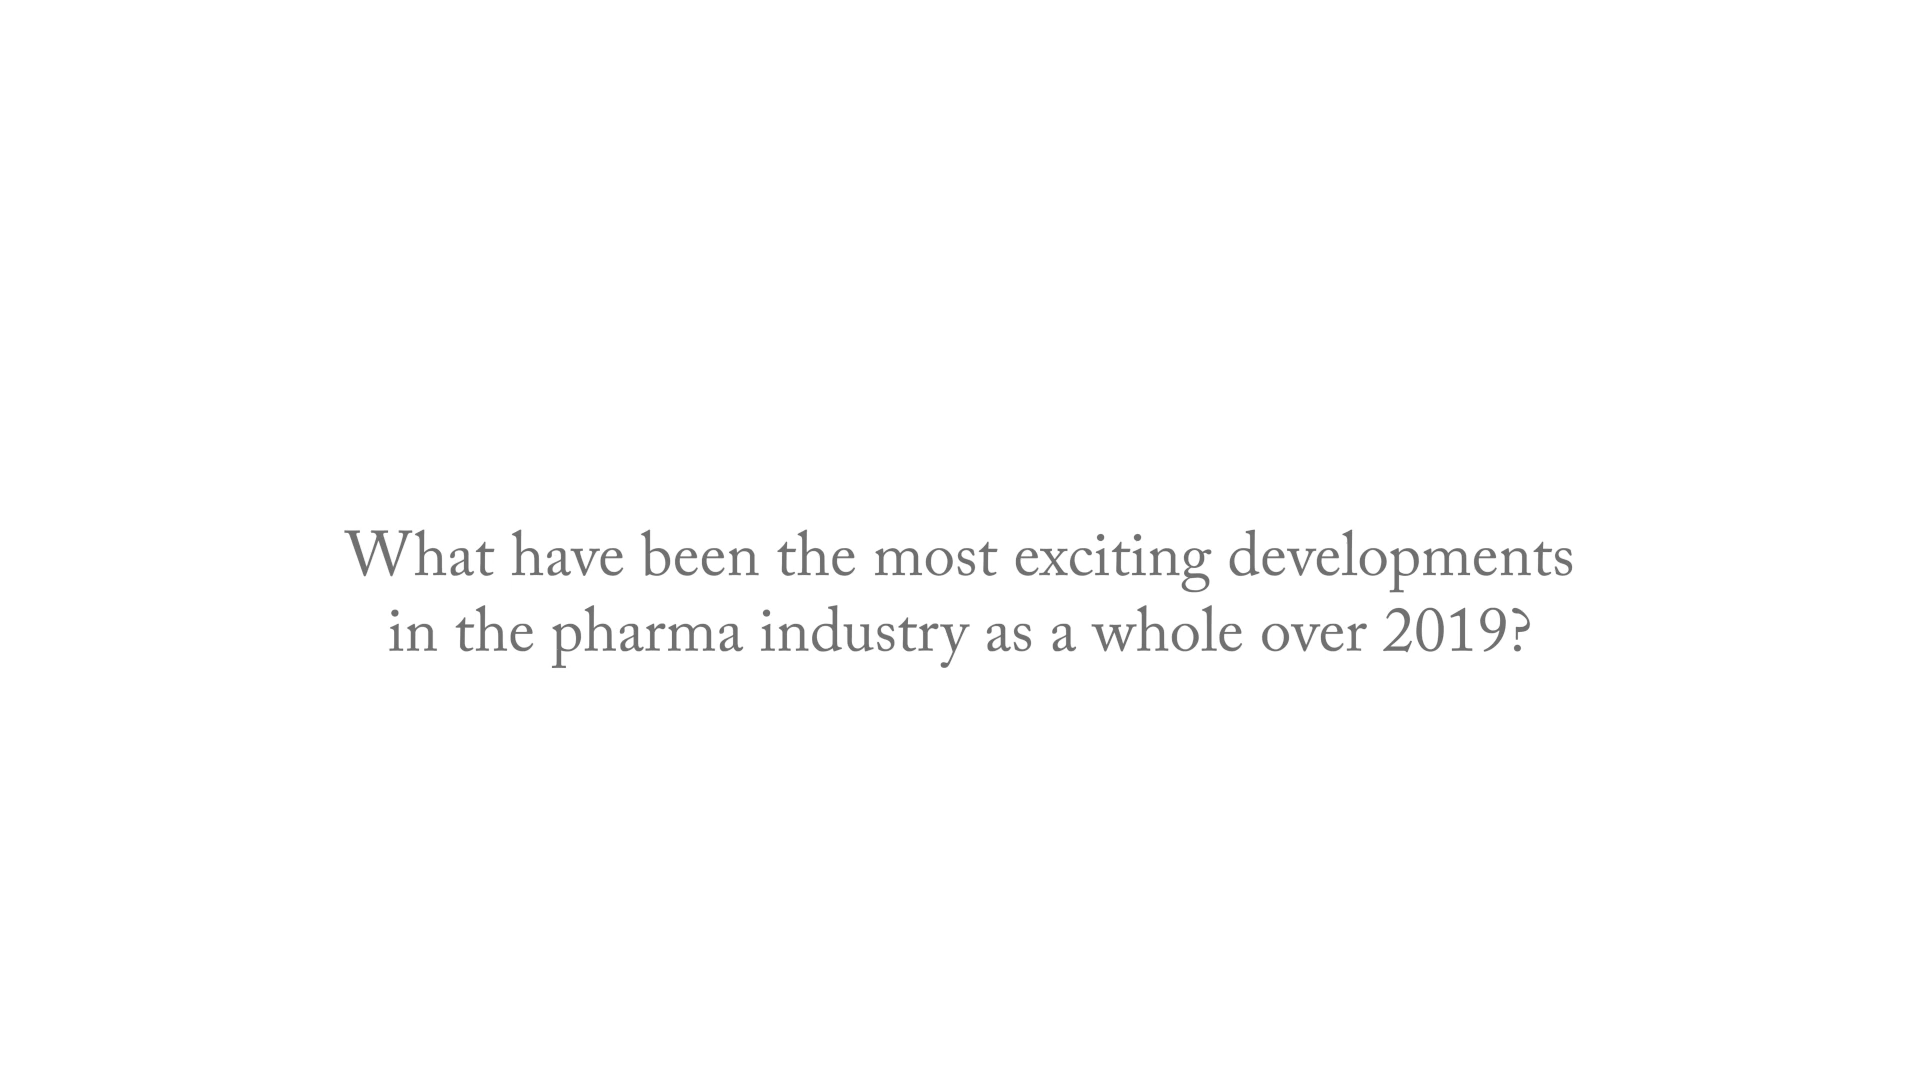 What have been the most exciting developments
in the pharma industry as a whole over 2019?